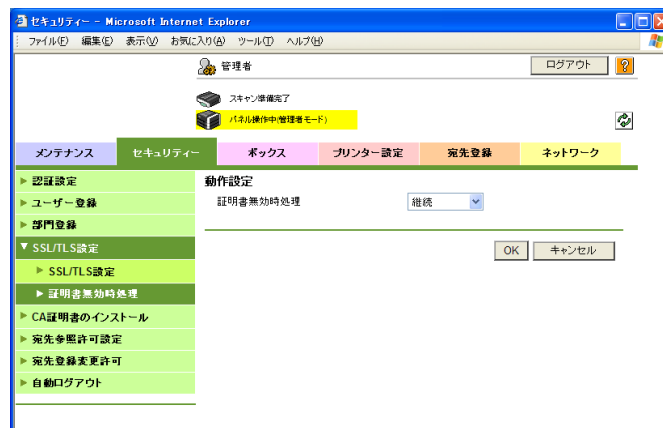 セキュリティー - Microsoft Internet Explorer
ファイル(F) 編集(E) 表示(V) お気に入り(A) ツール(T) ヘルプ(H)
管理者 ログアウト ?
スキャン準備完了
パネル操作中(管理者モード)
メンテナンス セキュリティー ボックス プリンター設定 宛先登録 ネットワーク
認証設定
ユーザー登録
部門登録
SSL/TLS設定
SSL/TLS設定
証明書無効時処理
CA証明書のインストール
宛先参照許可設定
宛先登録変更許可
自動ログアウト
動作設定
証明書無効時処理 継続
OK キャンセル